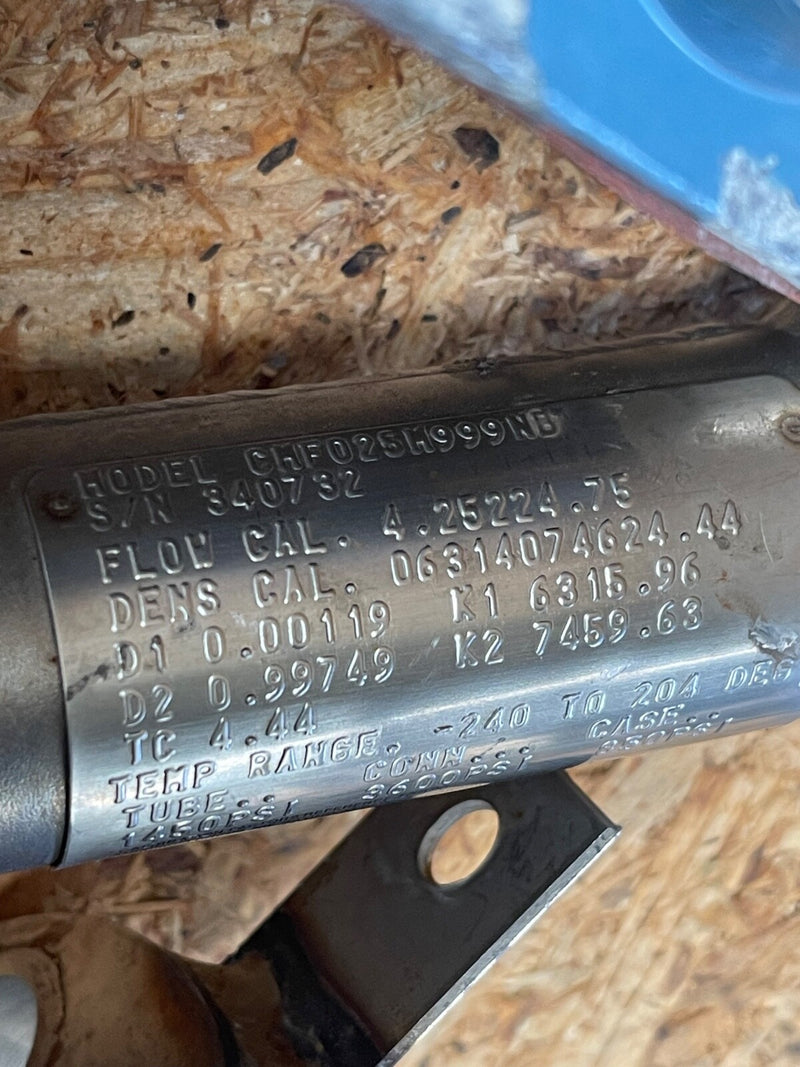 MODEL CMF025M999NB
S/N 340732
FLOW CAL. 4.25224.75
DENS CAL. 06314074624.44
D1 0.00119 K1 6315.96
D2 0.99749 K2 7459.63
TC 4.44
TEMP RANGE. -240 TO 204 DEG
TUBE.. CONN... CASE..
1450PSI 3600PSI 850PSI